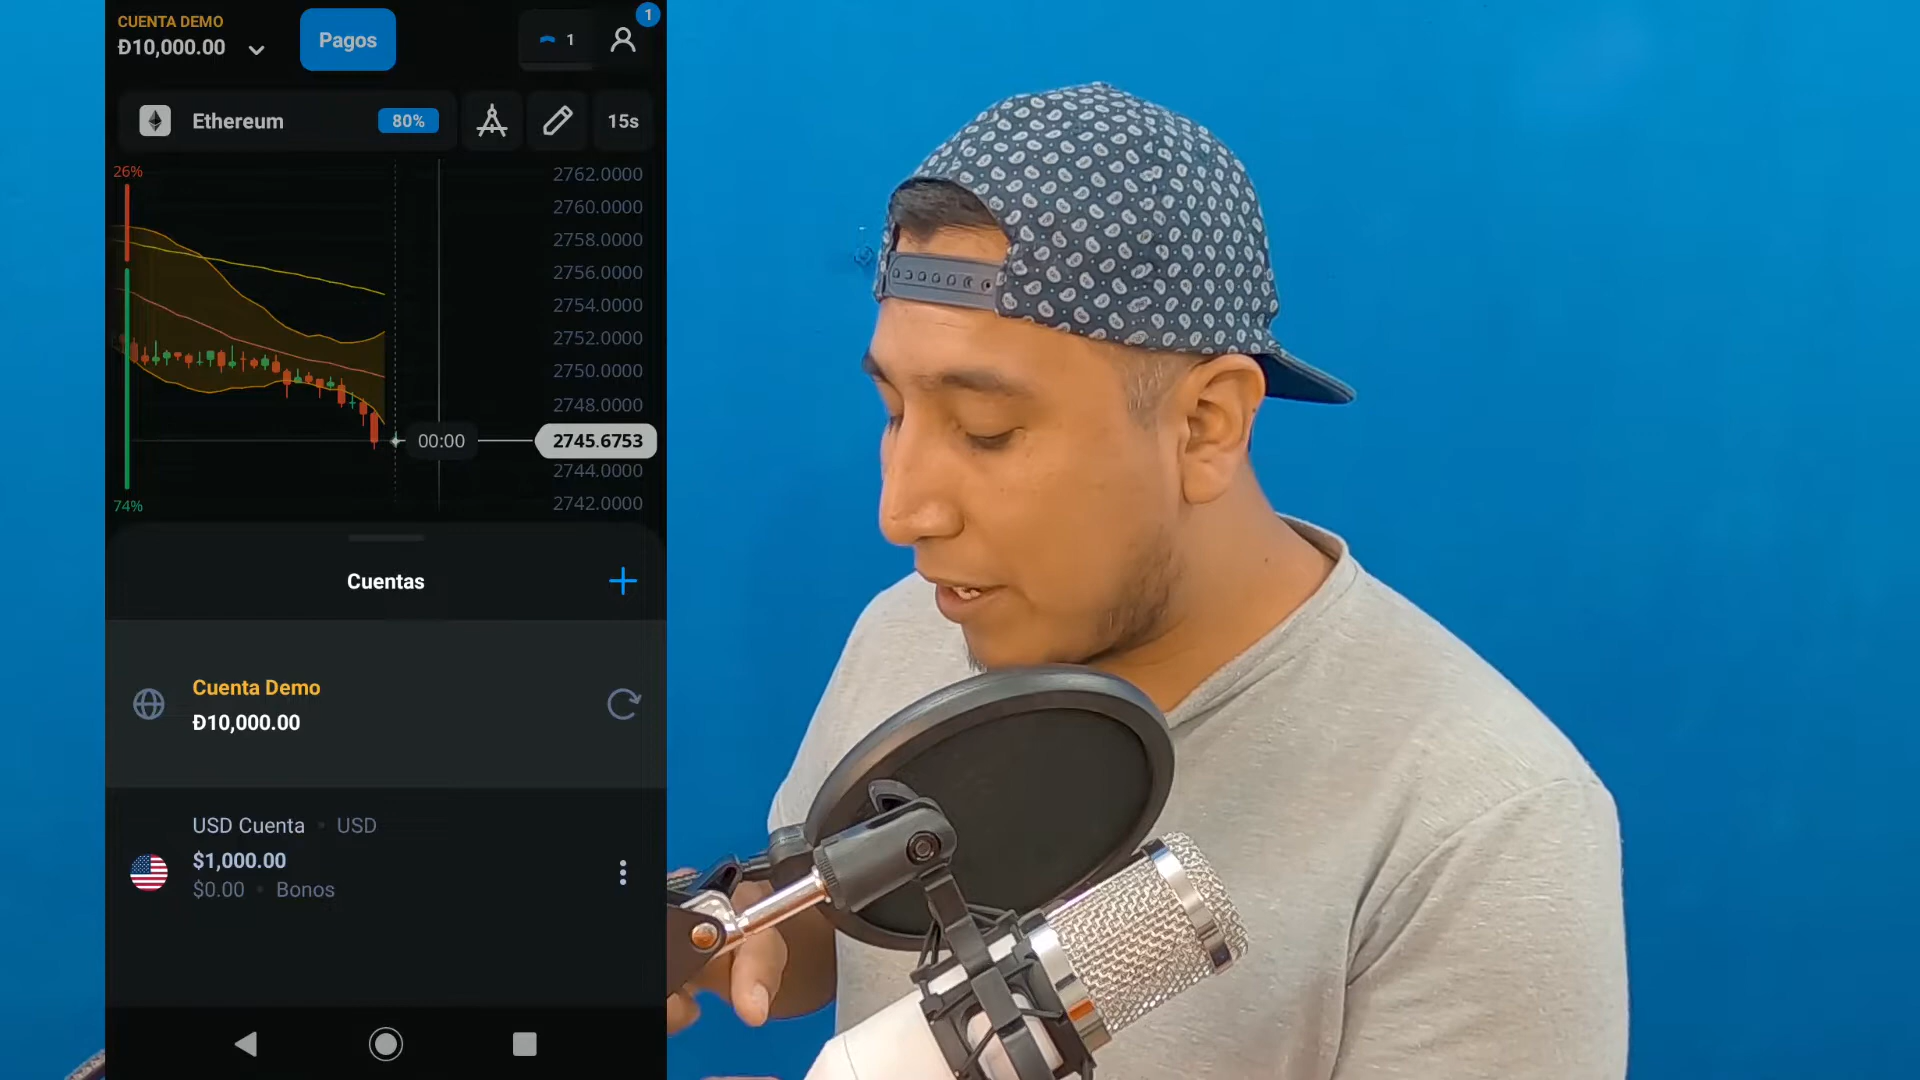 CUENTA DEMO
Ð10,000.00
Pagos
1
1
Ethereum
80%
15s
26%
2762.0000
2760.0000
2758.0000
2756.0000
2754.0000
2752.0000
2750.0000
2748.0000
00:00
2745.6753
2744.0000
2742.0000
74%
Cuentas
Cuenta Demo
Ð10,000.00
USD Cuenta • USD
$1,000.00
$0.00 • Bonos